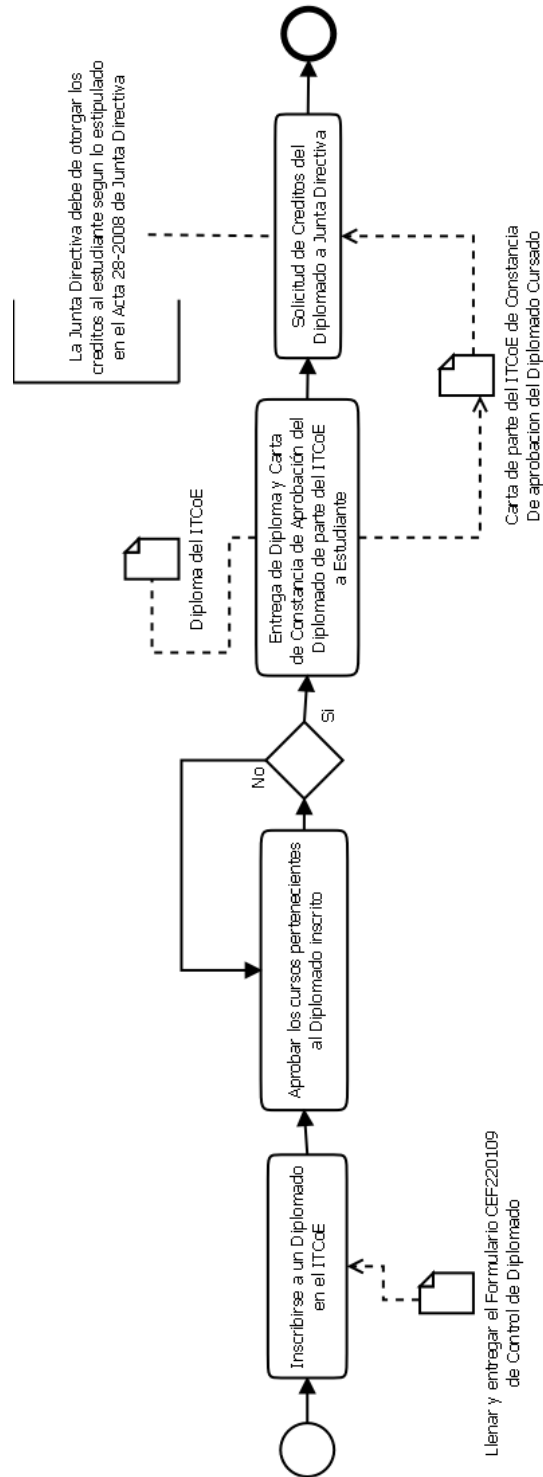 Inscribirse a un Diplomado
en el ITCoE
Llenar y entregar el Formulario CEF220109
de Control de Diplomado
Aprobar los cursos pertenecientes
al Diplomado inscrito
No
Si
Entrega de Diploma y Carta
de Constancia de Aprobación del
Diplomado de parte del ITCoE
a Estudiante
Diploma del ITCoE
Carta de parte del ITCoE de Constancia
De aprobacion del Diplomado Cursado
Solicitud de Creditos del
Diplomado a Junta Directiva
La Junta Directiva debe de otorgar los
creditos al estudiante segun lo estipulado
en el Acta 28-2008 de Junta Directiva